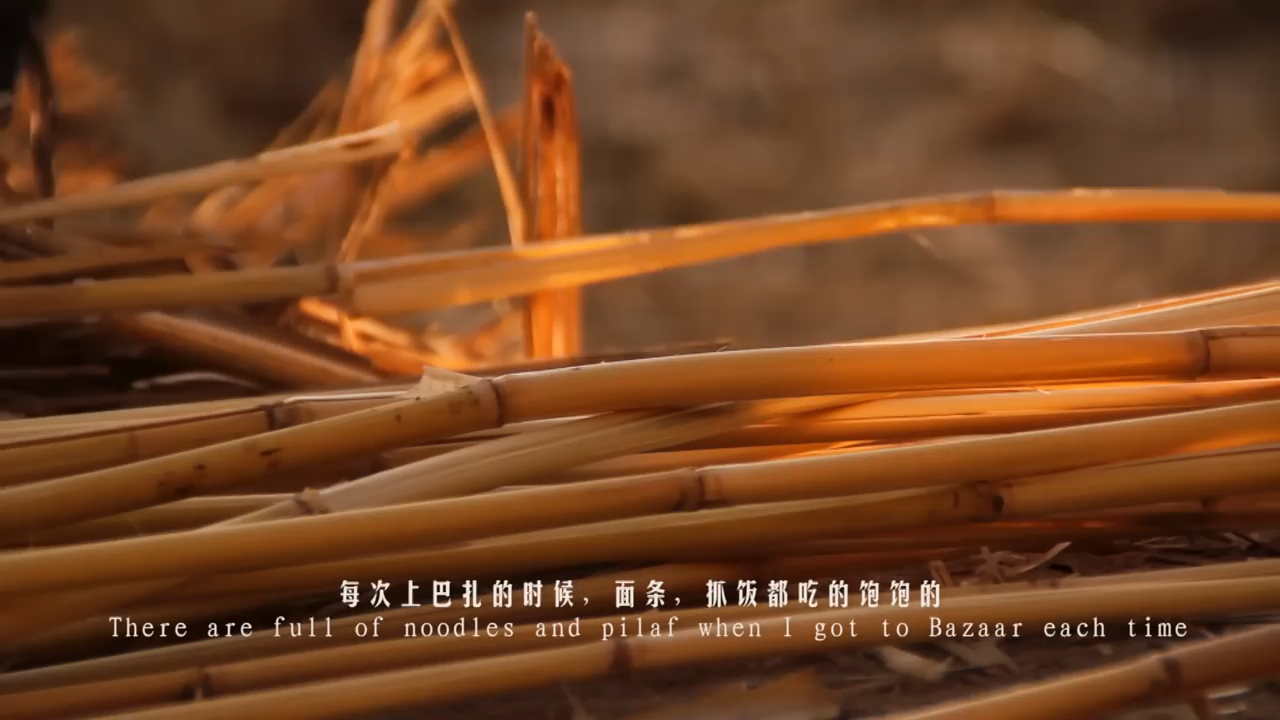 每次上巴扎的时候，面条，抓饭都吃的饱饱的
There are full of noodles and pilaf when I got to Bazaar each time